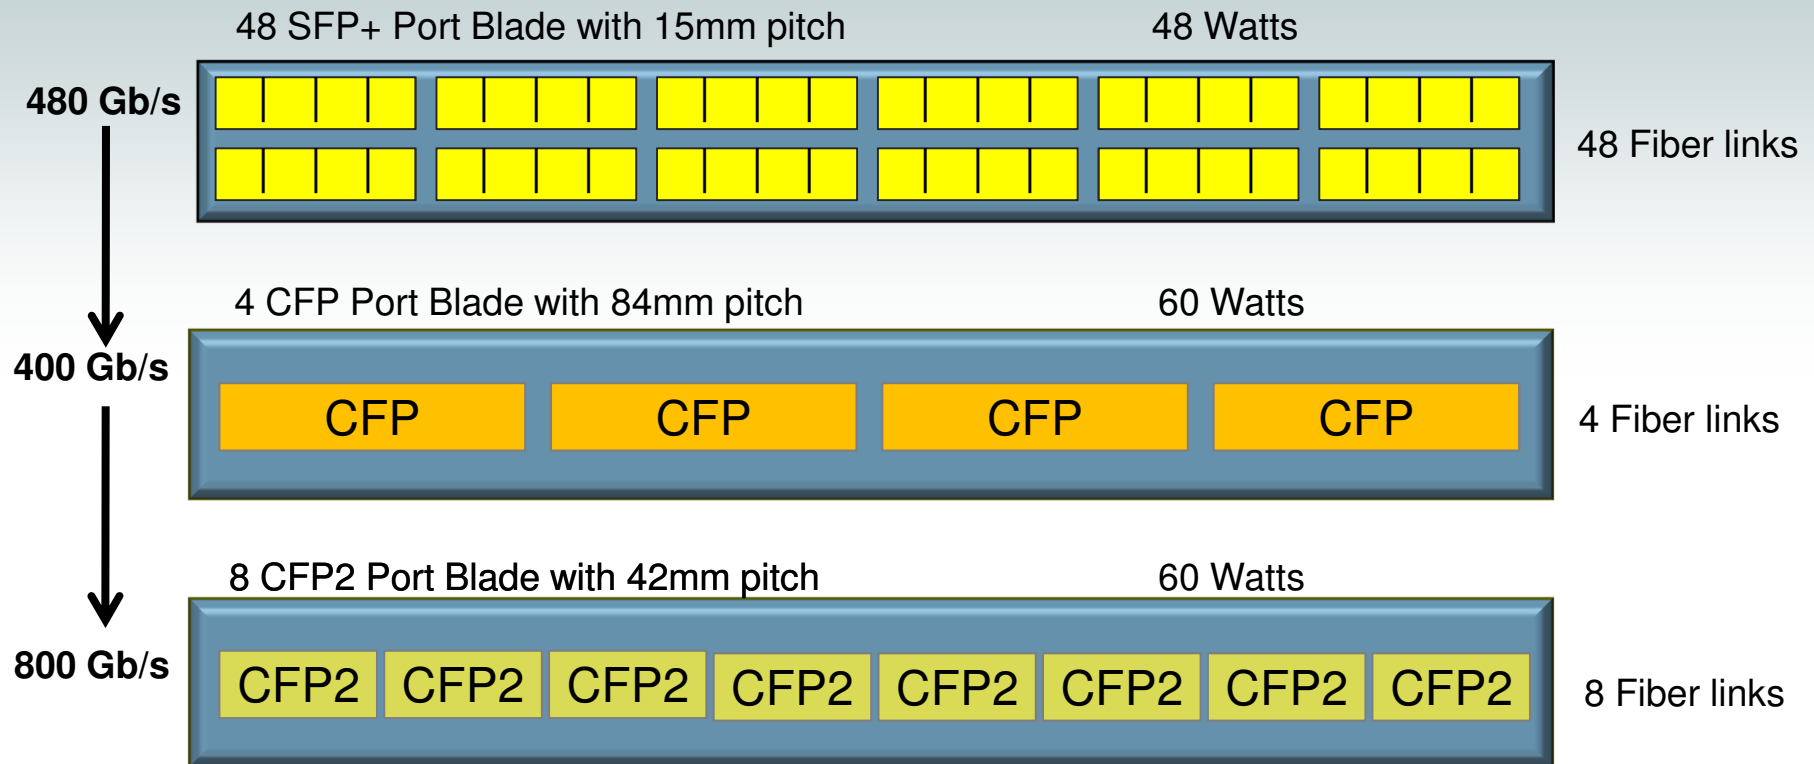 48 SFP+ Port Blade with 15mm pitch 48 Watts
480 Gb/s
48 Fiber links
4 CFP Port Blade with 84mm pitch 60 Watts
400 Gb/s
CFP CFP CFP CFP
4 Fiber links
8 CFP2 Port Blade with 42mm pitch 60 Watts
800 Gb/s
CFP2 CFP2 CFP2 CFP2 CFP2 CFP2 CFP2 CFP2
8 Fiber links